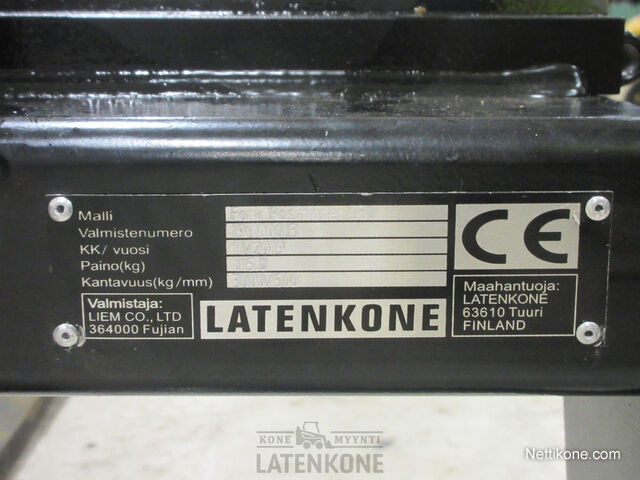 Malli
Valmistenumero
KK/ vuosi
Paino(kg)
Kantavuus(kg/mm)
CE
Valmistaja:
LIEM CO., LTD
364000 Fujian
LATENKONE
Maahantuoja:
LATENKONE
63610 Tuuri
FINLAND
KONE MYYNTI
LATENKONE
Nettikone.com